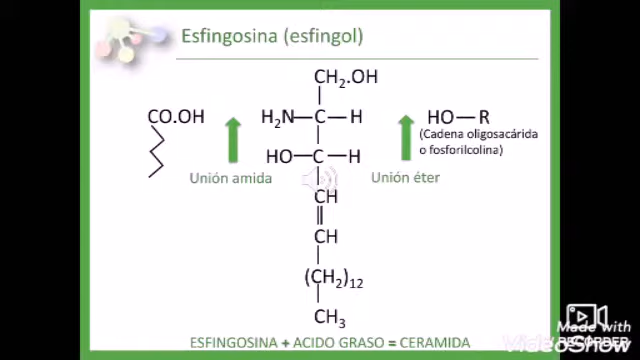 Esfingosina (esfingol)
CH₂.OH
CO.OH
H₂N—C—H
HO—R
(Cadena oligosacárida
o fosforilcolina)
HO—C—H
Unión amida
Unión éter
CH
CH
(CH₂)₁₂
CH₃
ESFINGOSINA + ACIDO GRASO = CERAMIDA
Made with
RECORDER
VideoShow